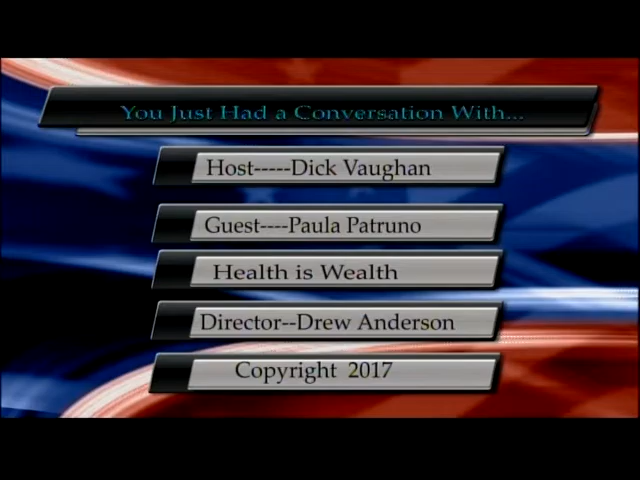 You Just Had a Conversation With...
Host-----Dick Vaughan
Guest----Paula Patruno
Health is Wealth
Director--Drew Anderson
Copyright 2017